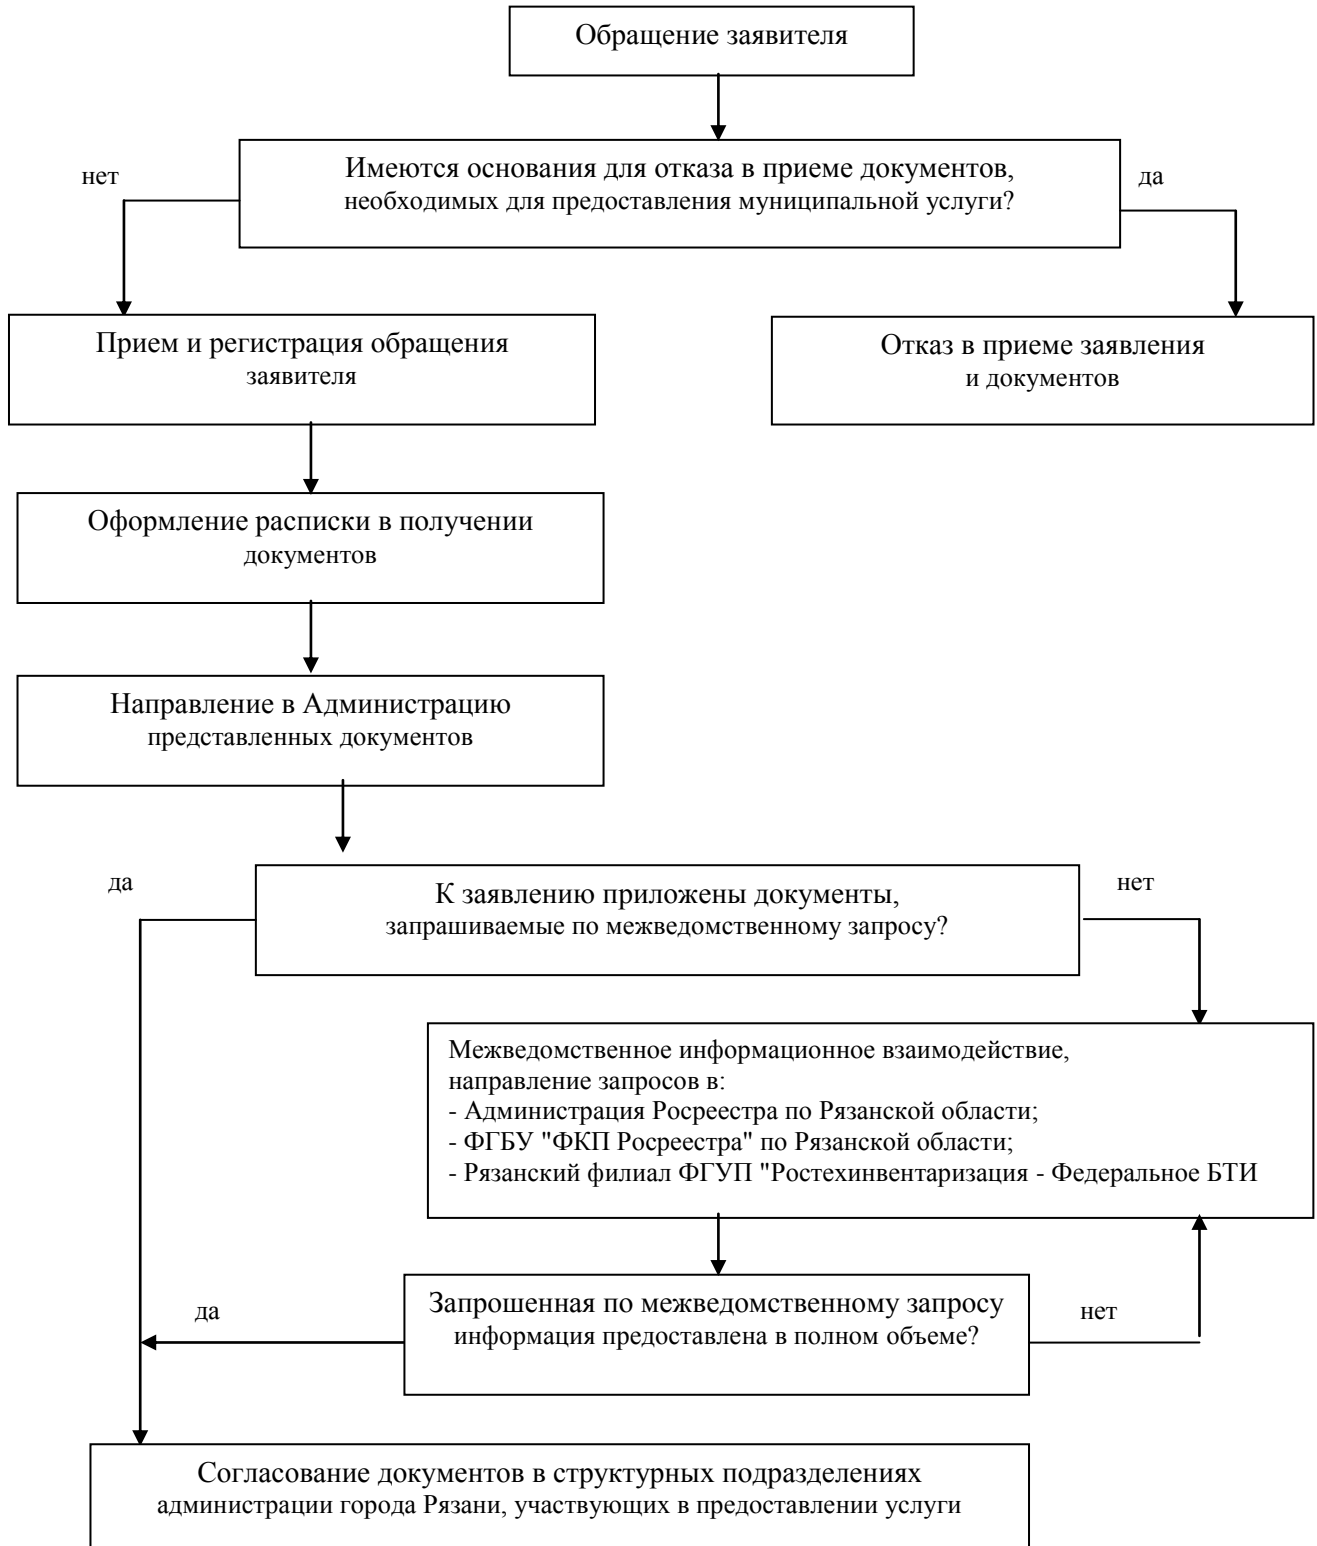 Обращение заявителя
Имеются основания для отказа в приеме документов,
необходимых для предоставления муниципальной услуги?
нет
да
Прием и регистрация обращения
заявителя
Отказ в приеме заявления
и документов
Оформление расписки в получении
документов
Направление в Администрацию
представленных документов
да
К заявлению приложены документы,
запрашиваемые по межведомственному запросу?
нет
Межведомственное информационное взаимодействие,
направление запросов в:
- Администрация Росреестра по Рязанской области;
- ФГБУ "ФКП Росреестра" по Рязанской области;
- Рязанский филиал ФГУП "Ростехинвентаризация - Федеральное БТИ
да
Запрошенная по межведомственному запросу
информация предоставлена в полном объеме?
нет
Согласование документов в структурных подразделениях
администрации города Рязани, участвующих в предоставлении услуги